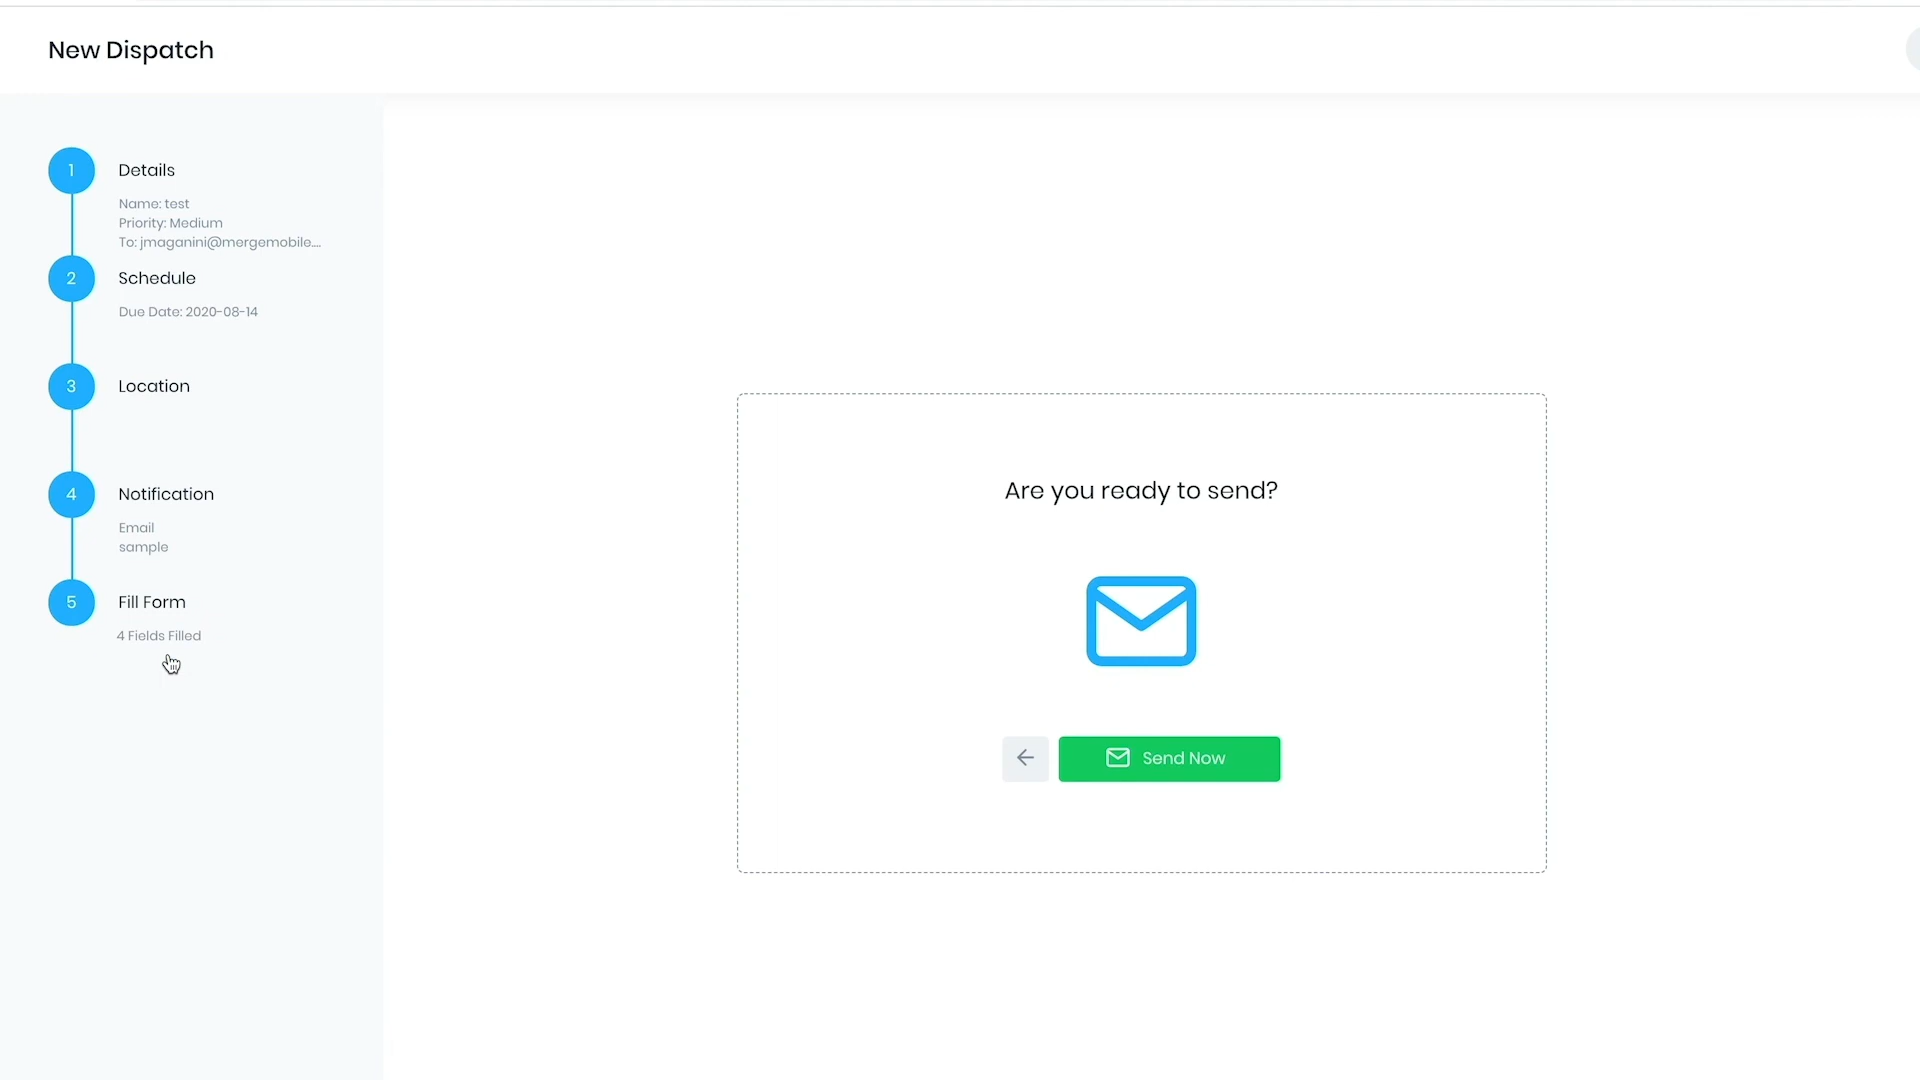 New Dispatch
1 Details
Name: test
Priority: Medium
To: jmaganini@mergemobile....
2 Schedule
Due Date: 2020-08-14
3 Location
4 Notification
Email
sample
5 Fill Form
4 Fields Filled
Are you ready to send?
Send Now